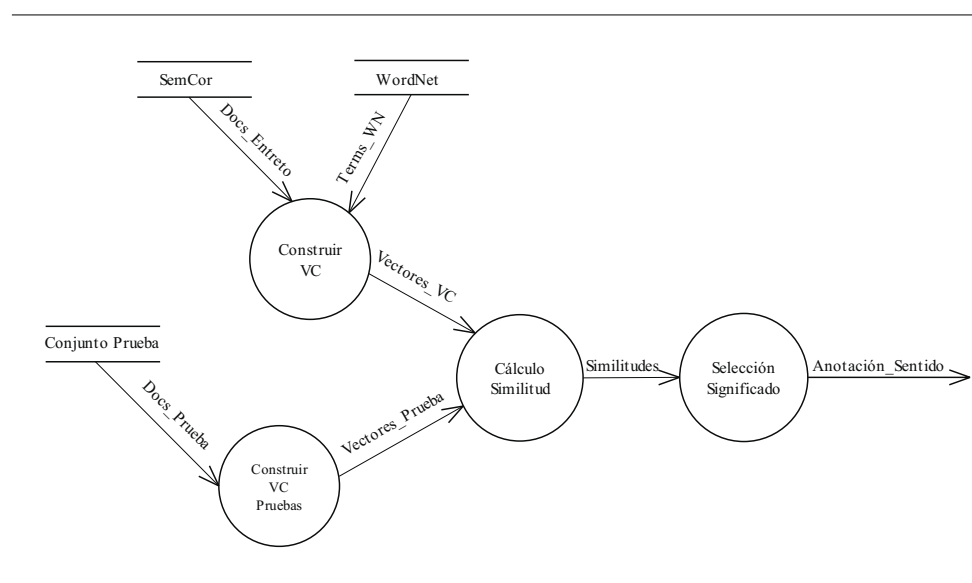 SemCor
WordNet
Docs_Entreto
Terms_WN
Construir
VC
Vectores_VC
Conjunto Prueba
Docs_Prueba
Construir
VC
Pruebas
Vectores_Prueba
Cálculo
Similitud
Similitudes
Selección
Significado
Anotación_Sentido